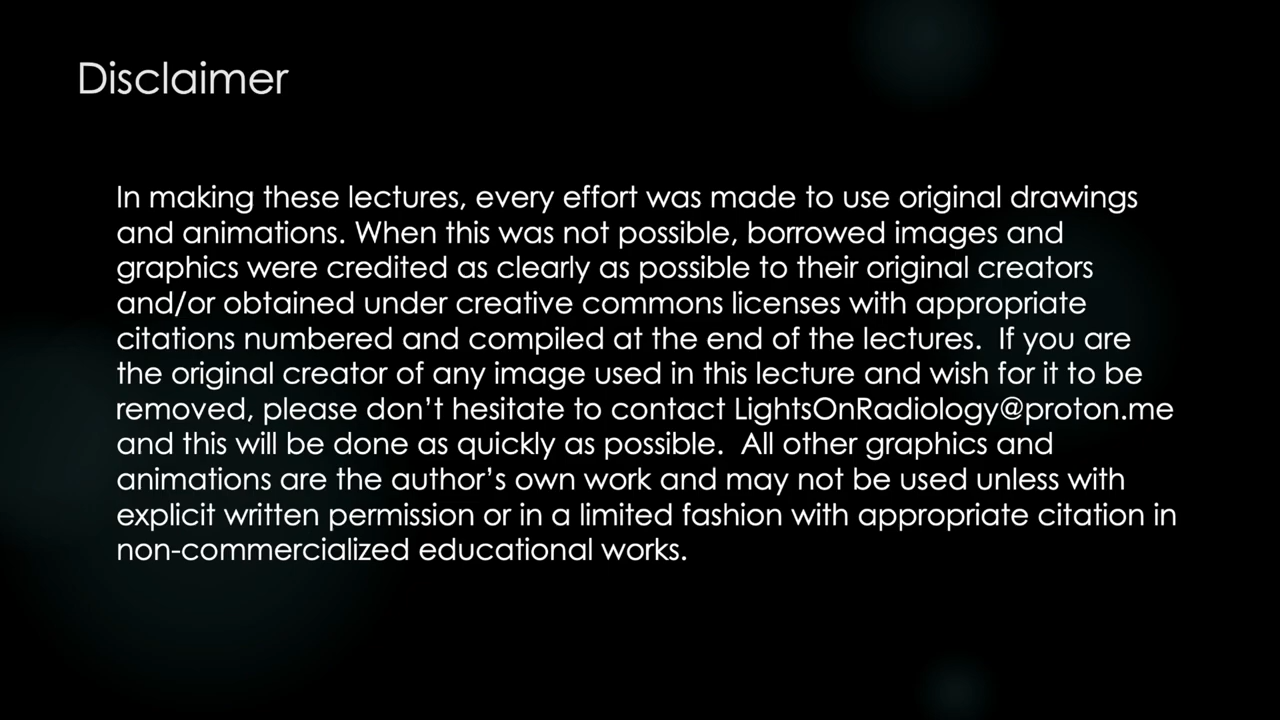 Disclaimer
In making these lectures, every effort was made to use original drawings
and animations. When this was not possible, borrowed images and
graphics were credited as clearly as possible to their original creators
and/or obtained under creative commons licenses with appropriate
citations numbered and compiled at the end of the lectures.  If you are
the original creator of any image used in this lecture and wish for it to be
removed, please don’t hesitate to contact LightsOnRadiology@proton.me
and this will be done as quickly as possible.  All other graphics and
animations are the author’s own work and may not be used unless with
explicit written permission or in a limited fashion with appropriate citation in
non-commercialized educational works.